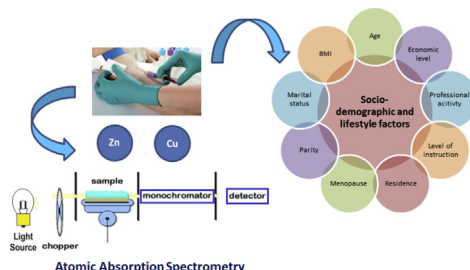 Age
BMI
Economic
level
Marital
status
Socio-
demographic and
lifestyle factors
Professional
acitivty
Zn
Cu
Parity
Level of
instruction
Menopause
Residence
sample
monochromator
detector
Light
Source
chopper
Atomic Absorption Spectrometry